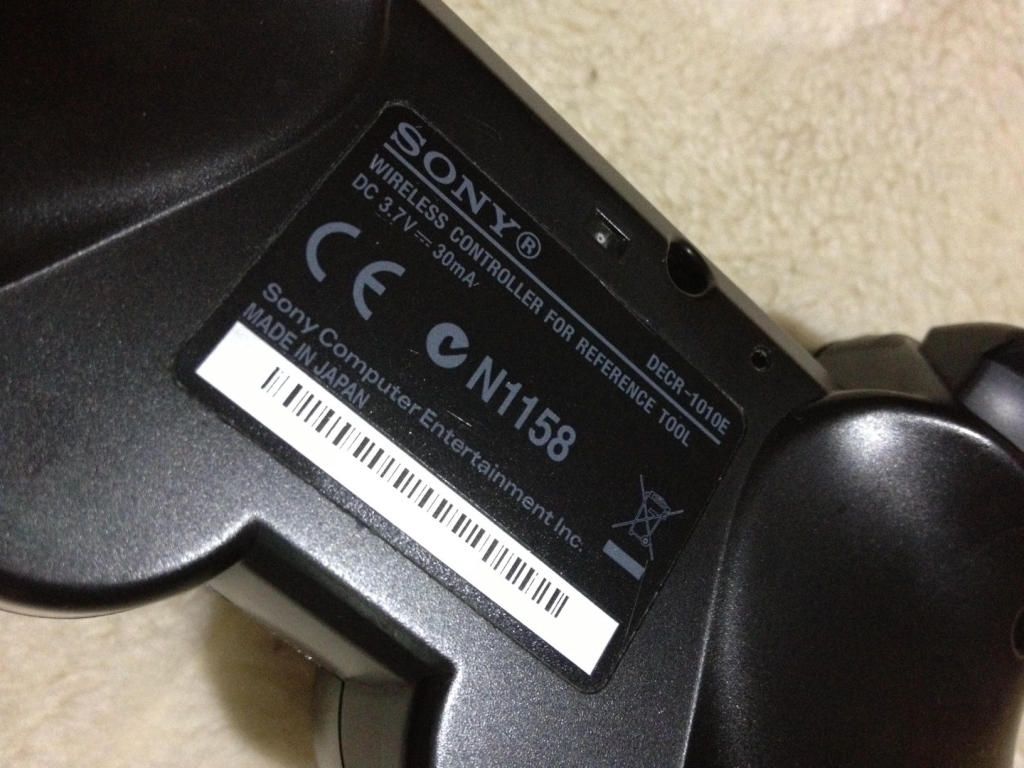 SONY®
DECR-1010E
WIRELESS CONTROLLER FOR REFERENCE TOOL
DC 3.7V ⎓ 30mA
CE
N1158
Sony Computer Entertainment Inc.
MADE IN JAPAN